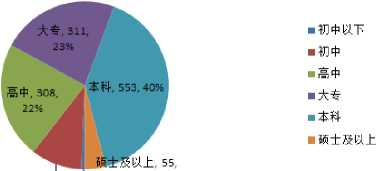 大专, 311,
23%
本科, 553, 40%
高中, 308,
22%
硕士及以上, 55,
初中以下
初中
高中
大专
本科
硕士及以上